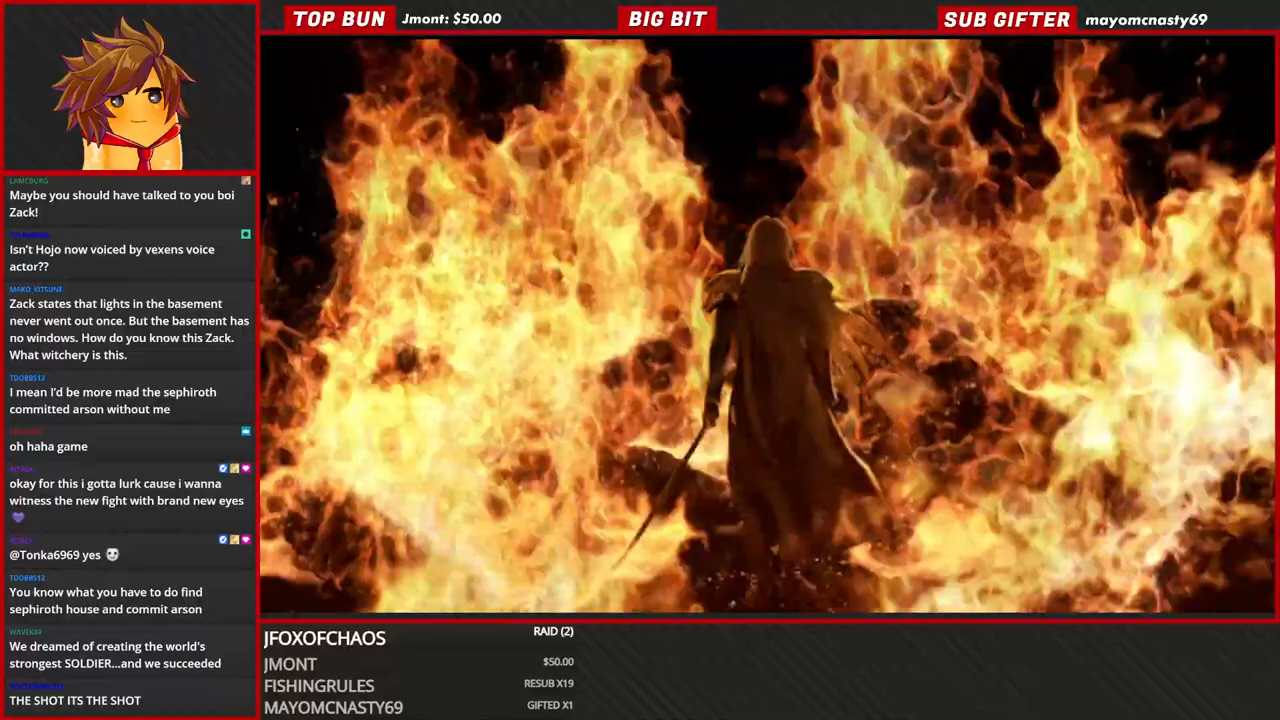 TOP BUN Jmont: $50.00 BIG BIT SUB GIFTER mayomcnasty69
LAMCBURG
Maybe you should have talked to you boi
Zack!
Isn't Hojo now voiced by vexens voice
actor??
MAKO_KITSUNE
Zack states that lights in the basement
never went out once. But the basement has
no windows. How do you know this Zack.
What witchery is this.
TDOBBS12
I mean I'd be more mad the sephiroth
committed arson without me
oh haha game
okay for this i gotta lurk cause i wanna
witness the new fight with brand new eyes
@Tonka6969 yes
TDOBBS12
You know what you have to do find
sephiroth house and commit arson
WAVEK39
We dreamed of creating the world's
strongest SOLDIER...and we succeeded
THE SHOT ITS THE SHOT
JFOXOFCHAOS RAID (2)
JMONT $50.00
FISHINGRULES RESUB X19
MAYOMCNASTY69 GIFTED X1